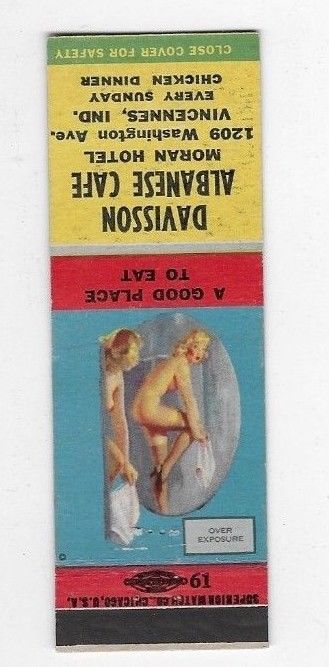 CLOSE COVER FOR SAFETY
DAVISSON
ALBANESE CAFE
MORAN HOTEL
1209 Washington Ave.
VINCENNES, IND.
EVERY SUNDAY
CHICKEN DINNER
A GOOD PLACE
TO EAT
OVER
EXPOSURE
61
SUPERIOR MATCH CO., CHICAGO, U.S.A.